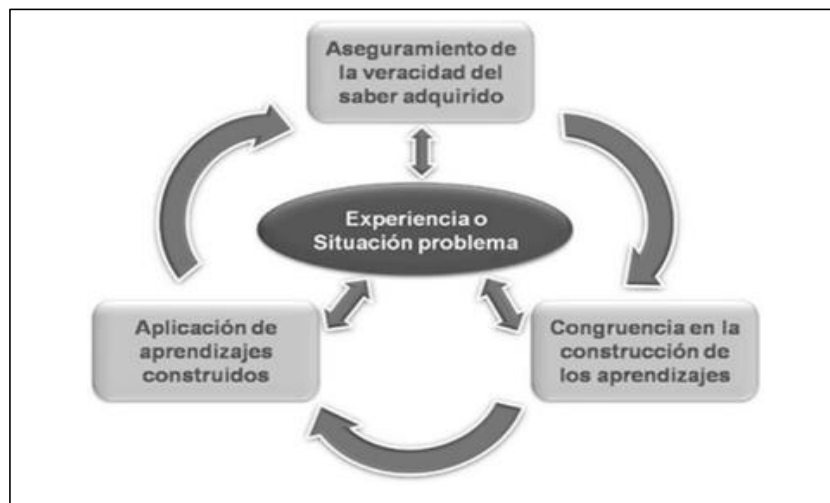 Aseguramiento de
la veracidad del
saber adquirido
Experiencia o
Situación problema
Aplicación de
aprendizajes
construidos
Congruencia en la
construcción de
los aprendizajes